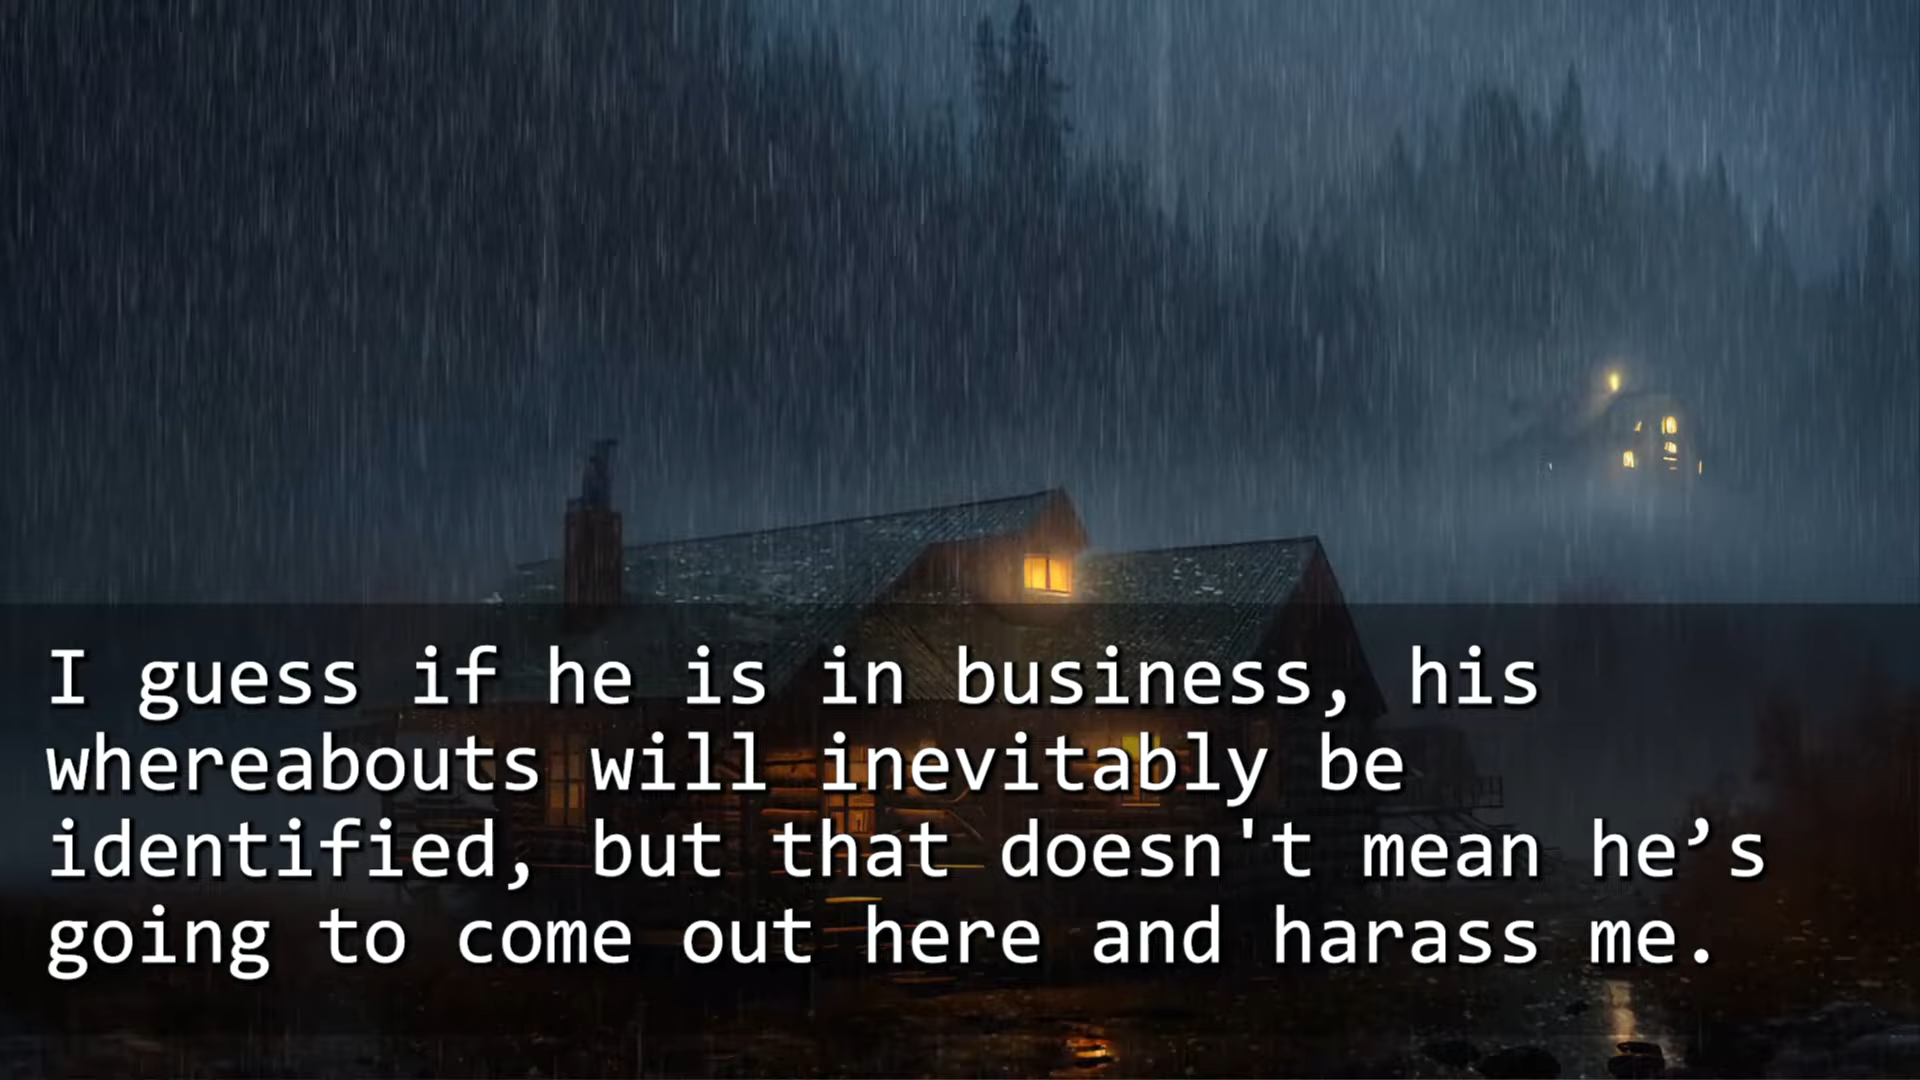 I guess if he is in business, his
whereabouts will inevitably be
identified, but that doesn't mean he’s
going to come out here and harass me.